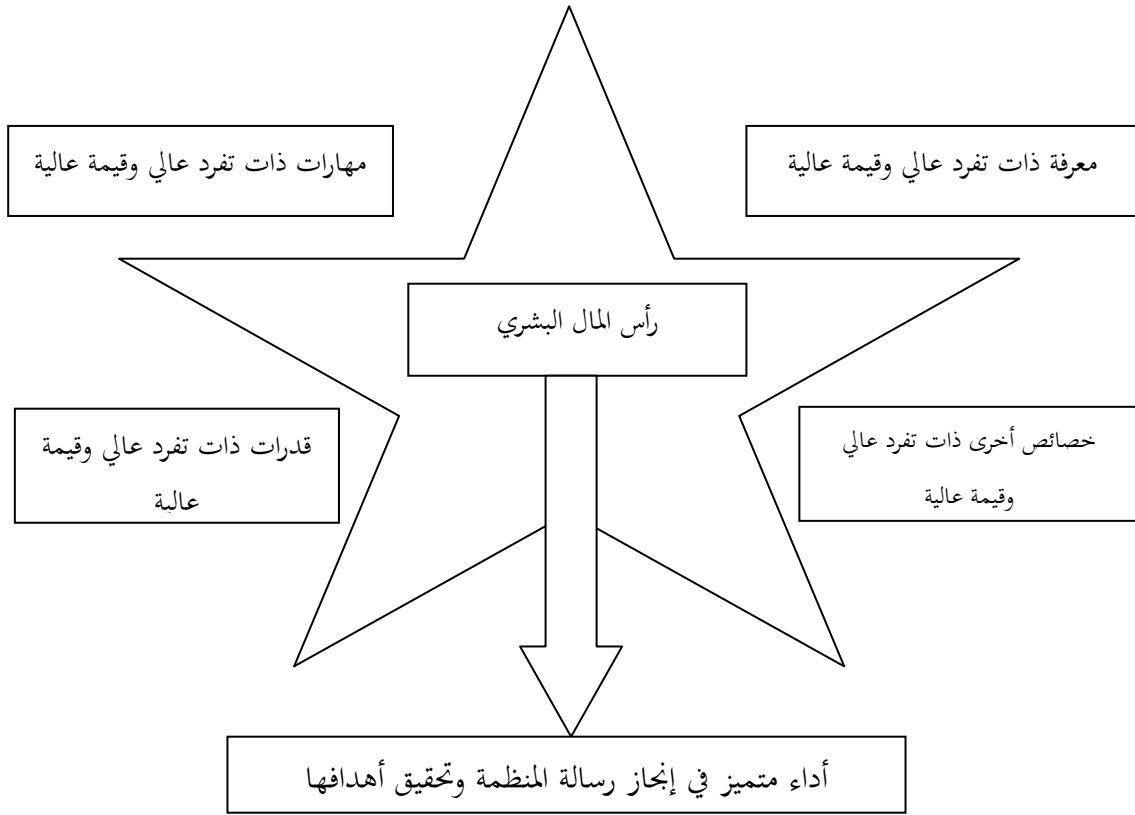 معرفة ذات تفرد عالي وقيمة عالية
مهارات ذات تفرد عالي وقيمة عالية
رأس المال البشري
خصائص أخرى ذات تفرد عالي
وقيمة عالية
قدرات ذات تفرد عالي وقيمة
عالبة
أداء متميز في إنجاز رسالة المنظمة وتحقيق أهدافها